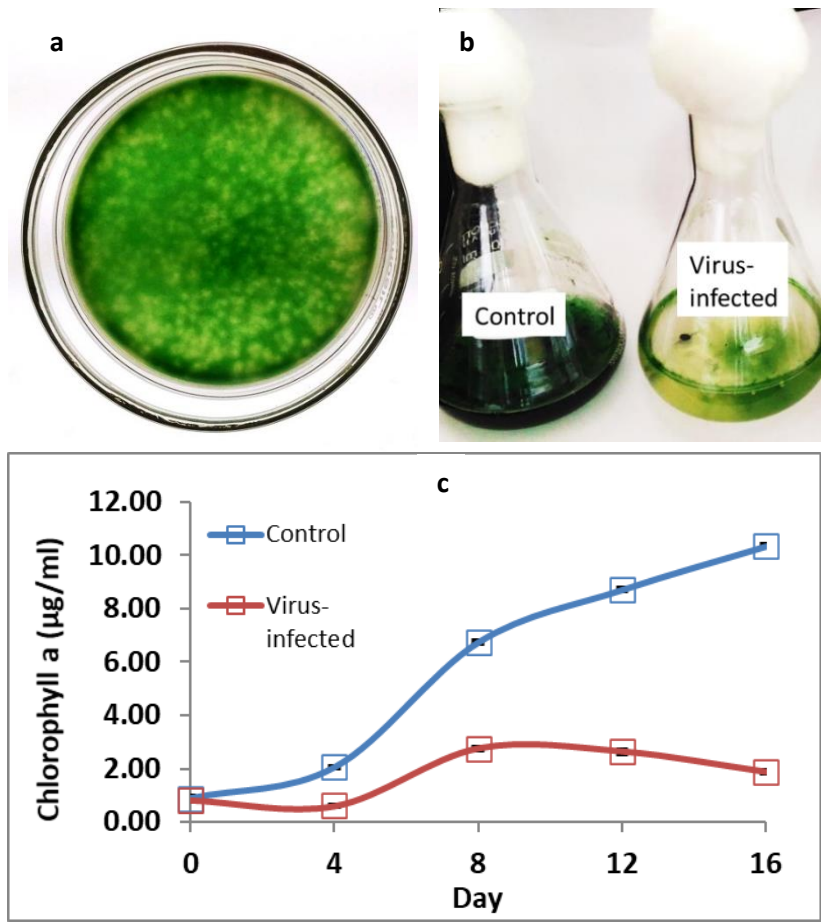 a
b
Control
Virus-
infected
c
Chlorophyll a (µg/ml)
12.00
10.00
8.00
6.00
4.00
2.00
0.00
Control
Virus-
infected
0 4 8 12 16
Day